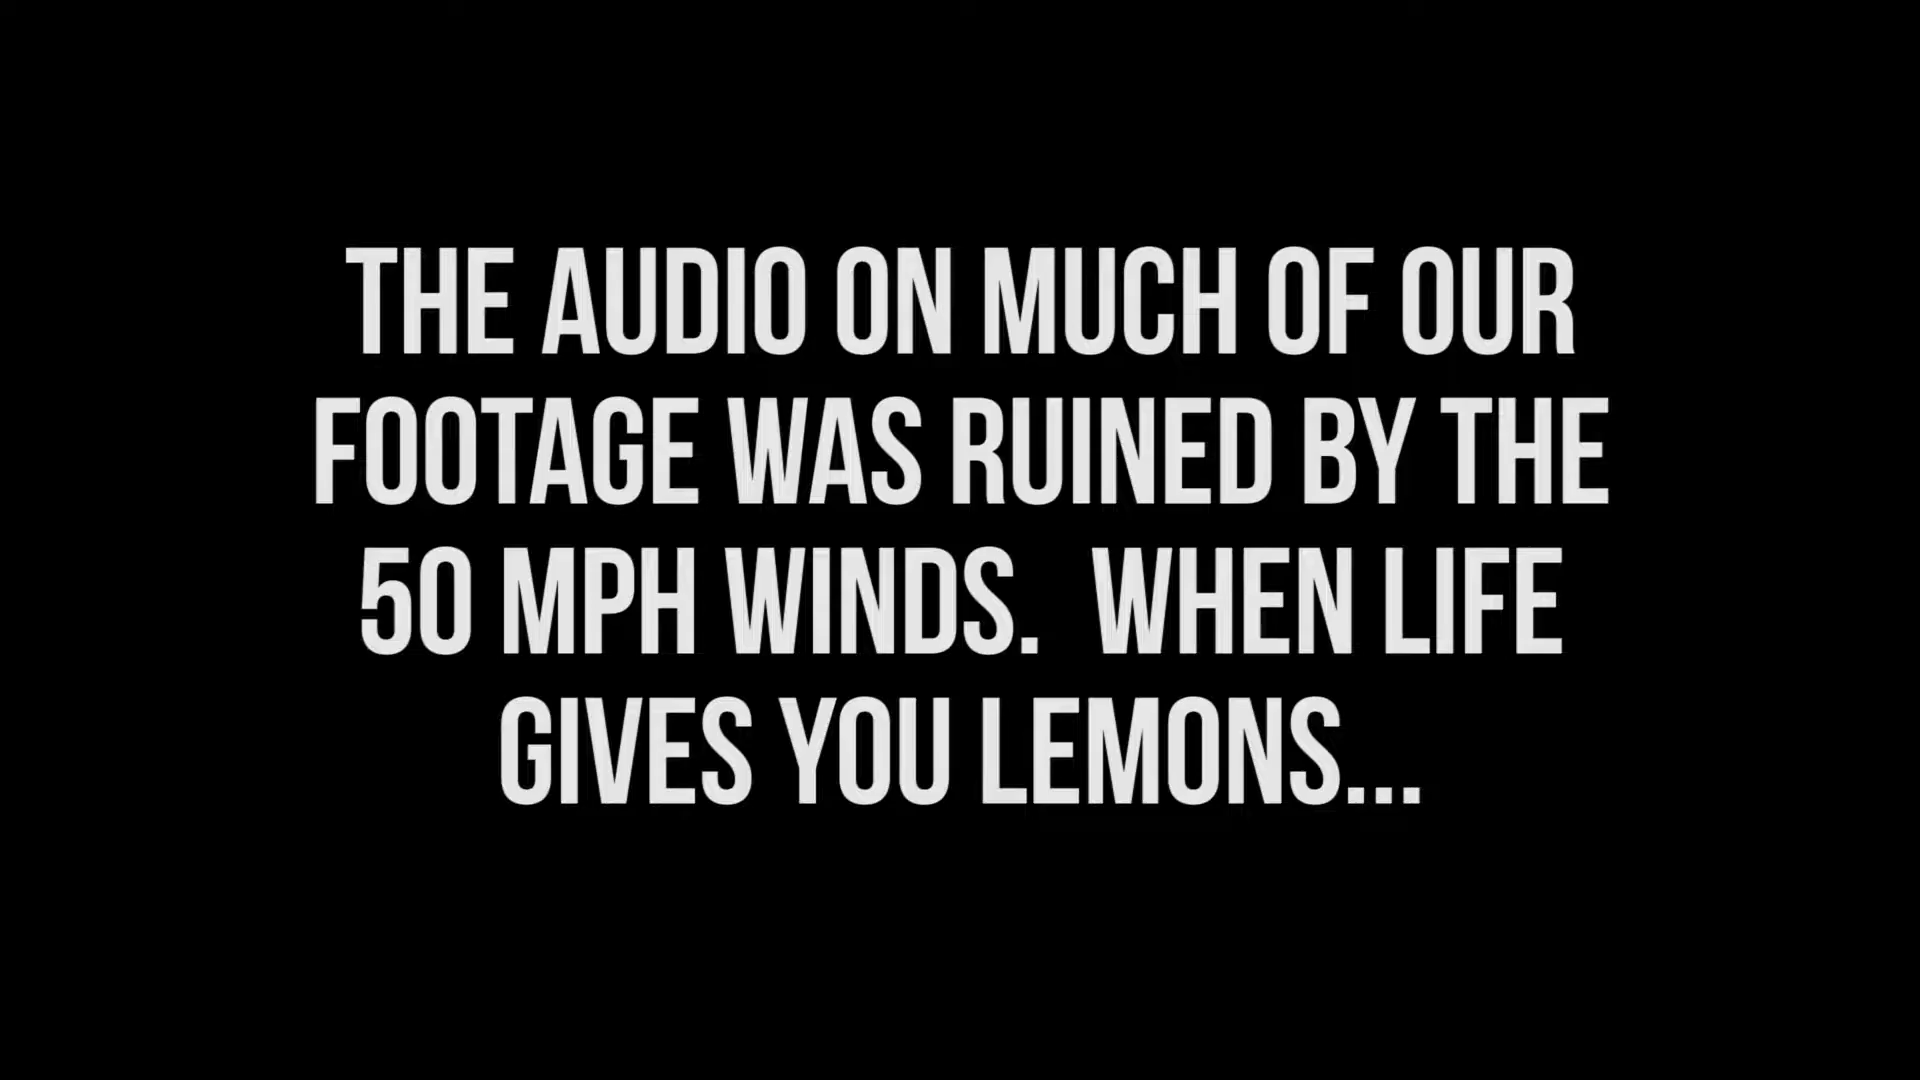 THE AUDIO ON MUCH OF OUR
FOOTAGE WAS RUINED BY THE
50 MPH WINDS.  WHEN LIFE
GIVES YOU LEMONS...